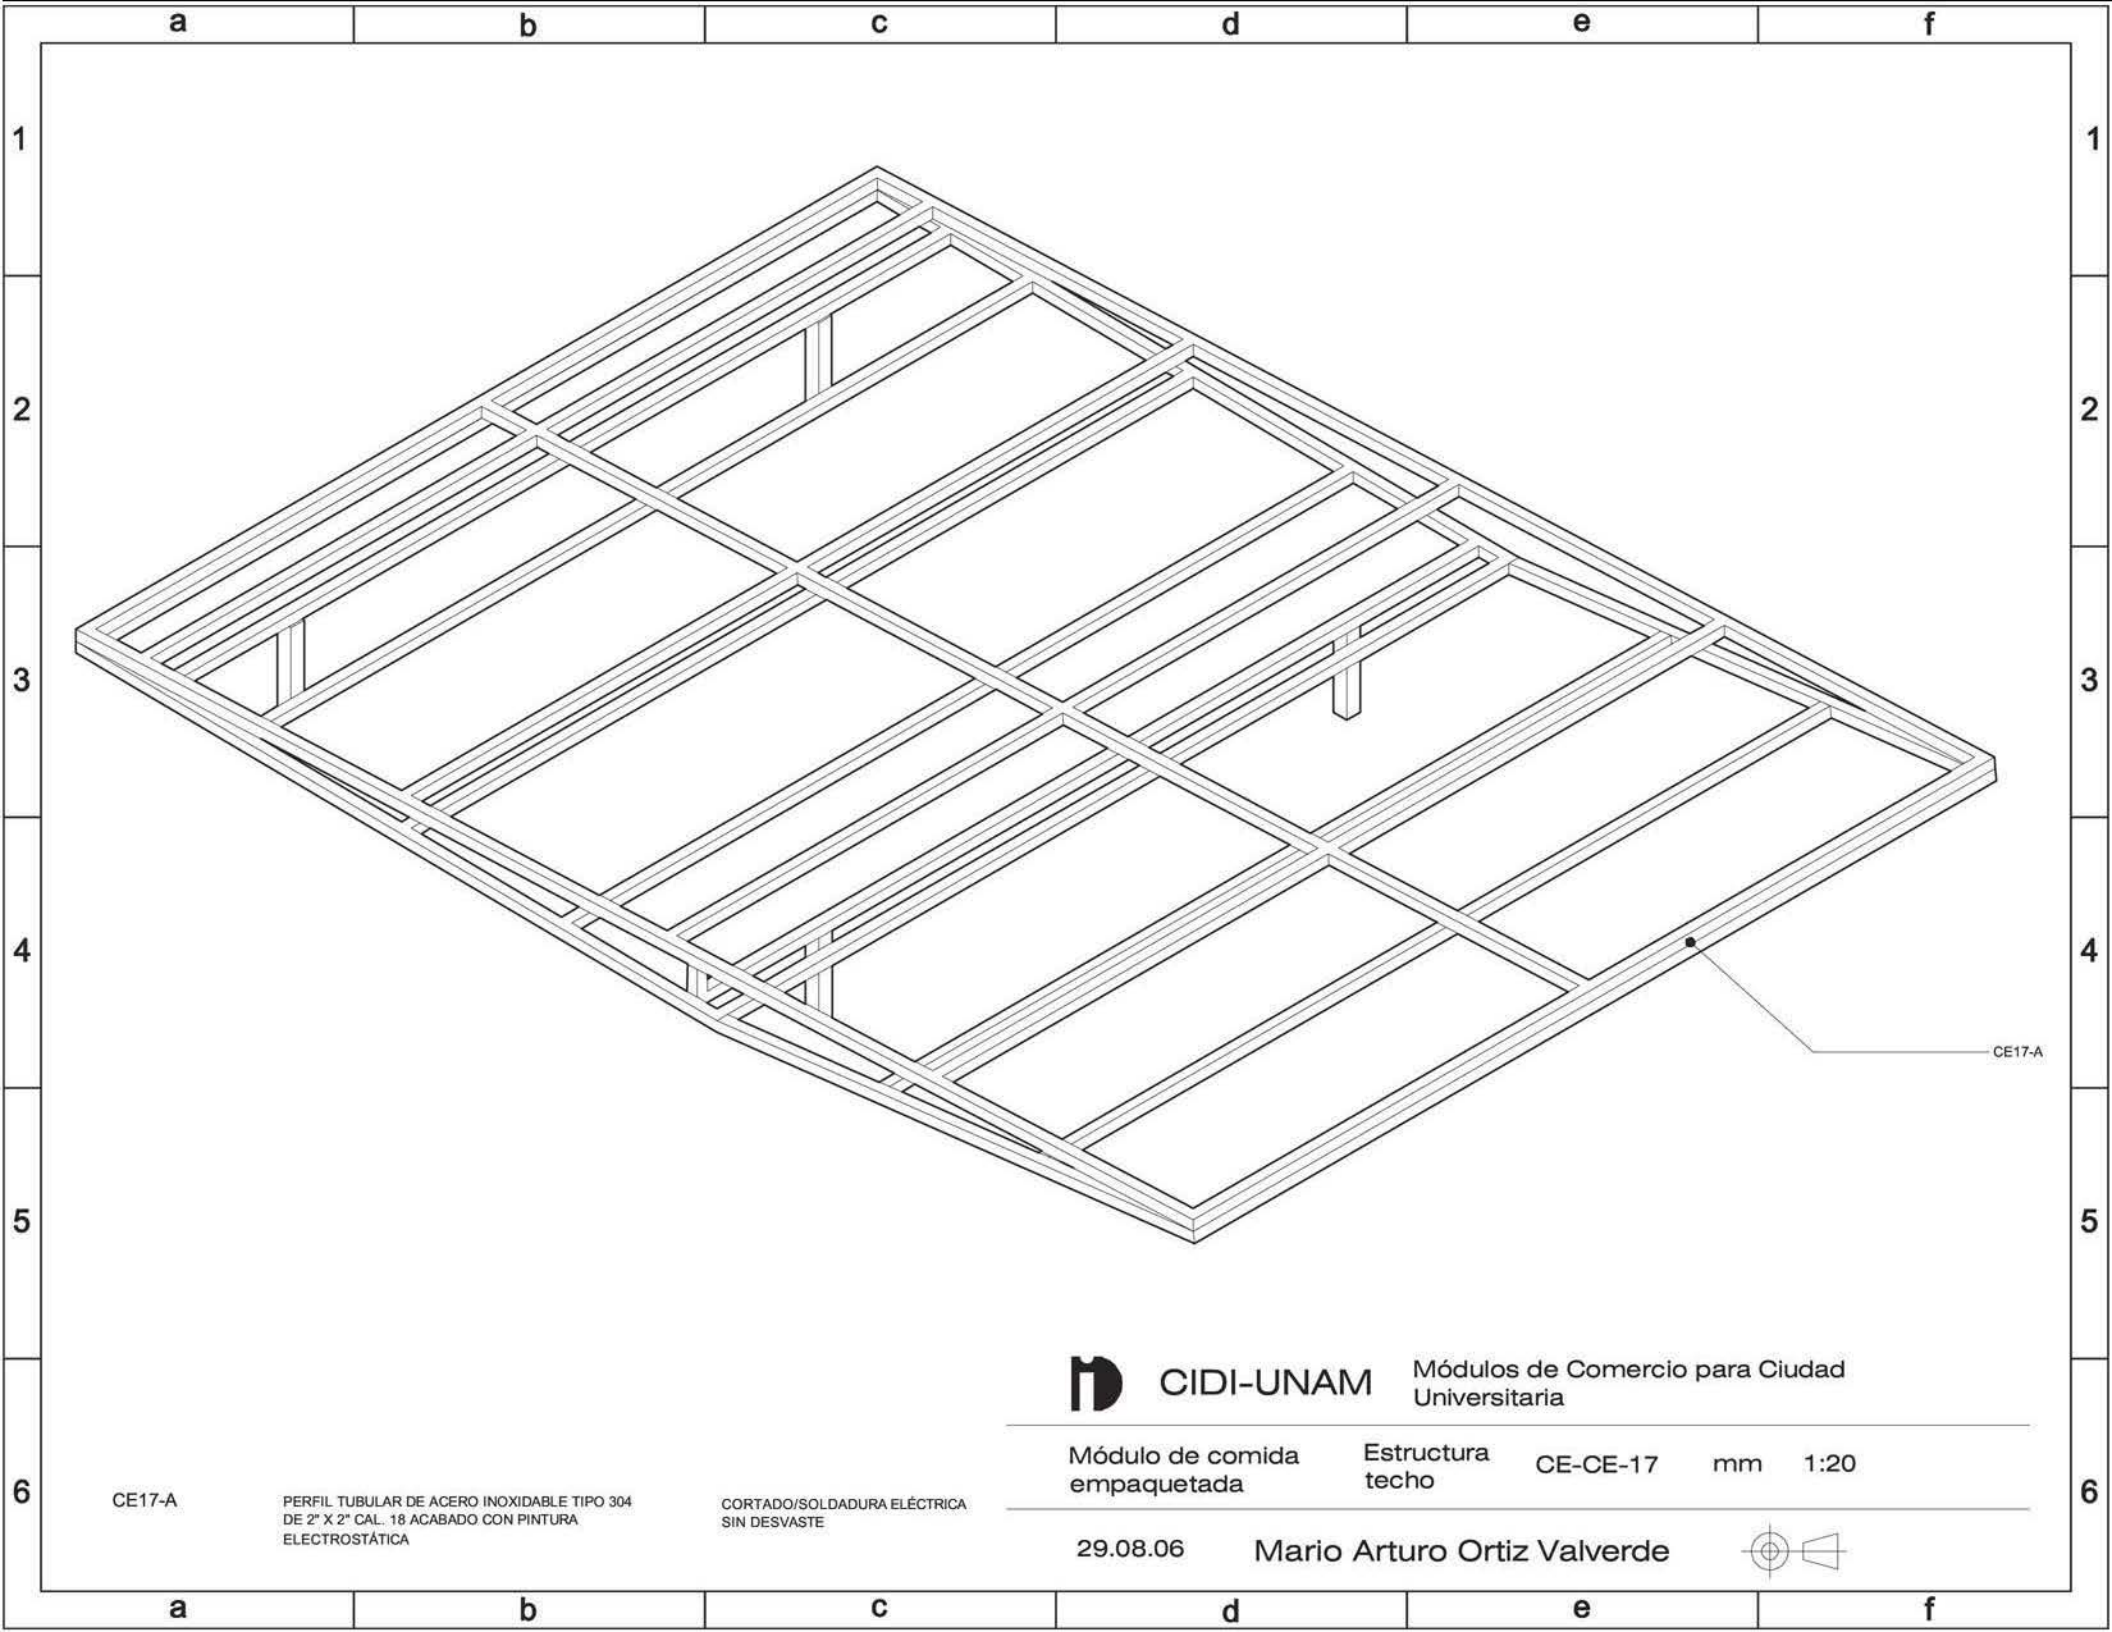 a b c d e f
1 1
2 2
3 3
4 4
CE17-A
5 5
CIDI-UNAM
Módulos de Comercio para Ciudad
Universitaria
Módulo de comida
empaquetada
Estructura
techo
CE-CE-17
mm
1:20
6 6
CE17-A
PERFIL TUBULAR DE ACERO INOXIDABLE TIPO 304
DE 2" X 2" CAL. 18 ACABADO CON PINTURA
ELECTROSTÁTICA
CORTADO/SOLDADURA ELÉCTRICA
SIN DESVASTE
29.08.06
Mario Arturo Ortiz Valverde
a b c d e f